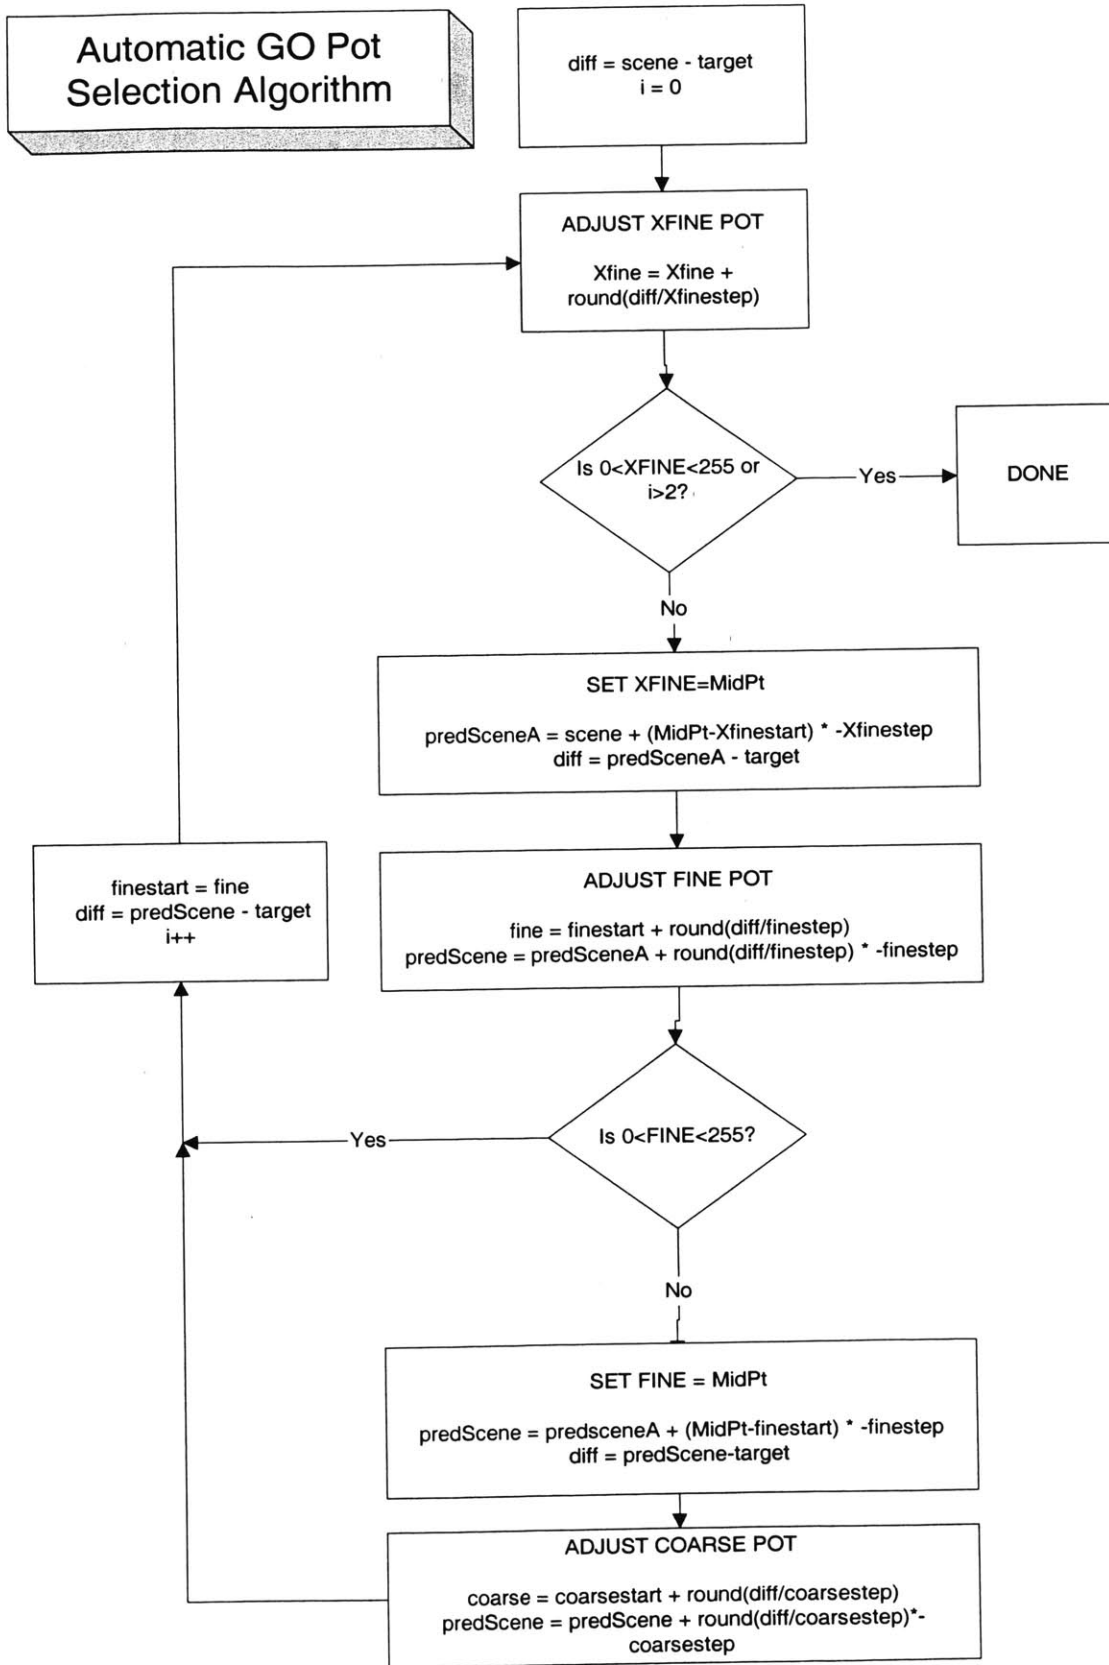 Automatic GO Pot
Selection Algorithm
diff = scene - target
i = 0
ADJUST XFINE POT
Xfine = Xfine +
round(diff/Xfinestep)
Is 0<XFINE<255 or
i>2?
Yes
DONE
No
SET XFINE=MidPt
predSceneA = scene + (MidPt-Xfinestart) * -Xfinestep
diff = predSceneA - target
ADJUST FINE POT
fine = finestart + round(diff/finestep)
predScene = predSceneA + round(diff/finestep) * -finestep
finestart = fine
diff = predScene - target
i++
Is 0<FINE<255?
Yes
No
SET FINE = MidPt
predScene = predsceneA + (MidPt-finestart) * -finestep
diff = predScene-target
ADJUST COARSE POT
coarse = coarsestart + round(diff/coarsestep)
predScene = predScene + round(diff/coarsestep)*-
coarsestep